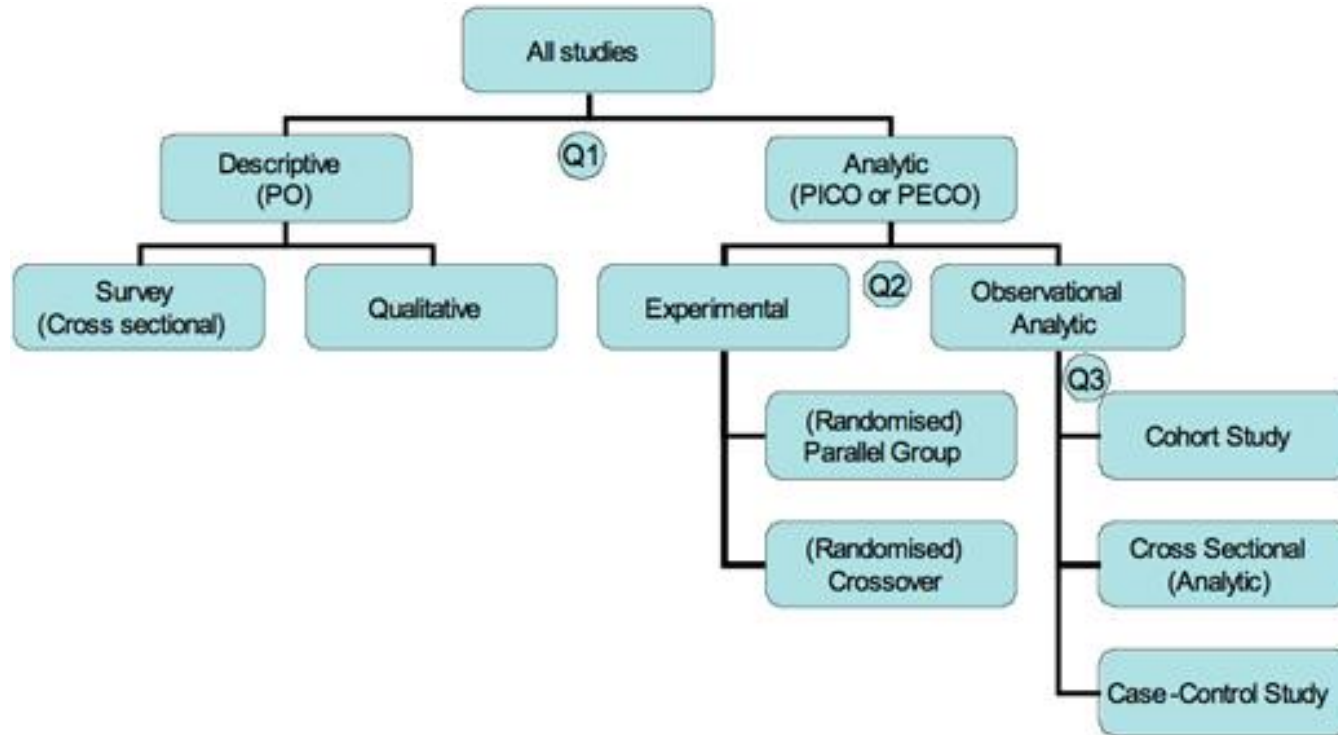 All studies
Descriptive
(PO)
Q1
Analytic
(PICO or PECO)
Survey
(Cross sectional)
Qualitative
Experimental
Q2
Observational
Analytic
Q3
(Randomised)
Parallel Group
Cohort Study
(Randomised)
Crossover
Cross Sectional
(Analytic)
Case -Control Study